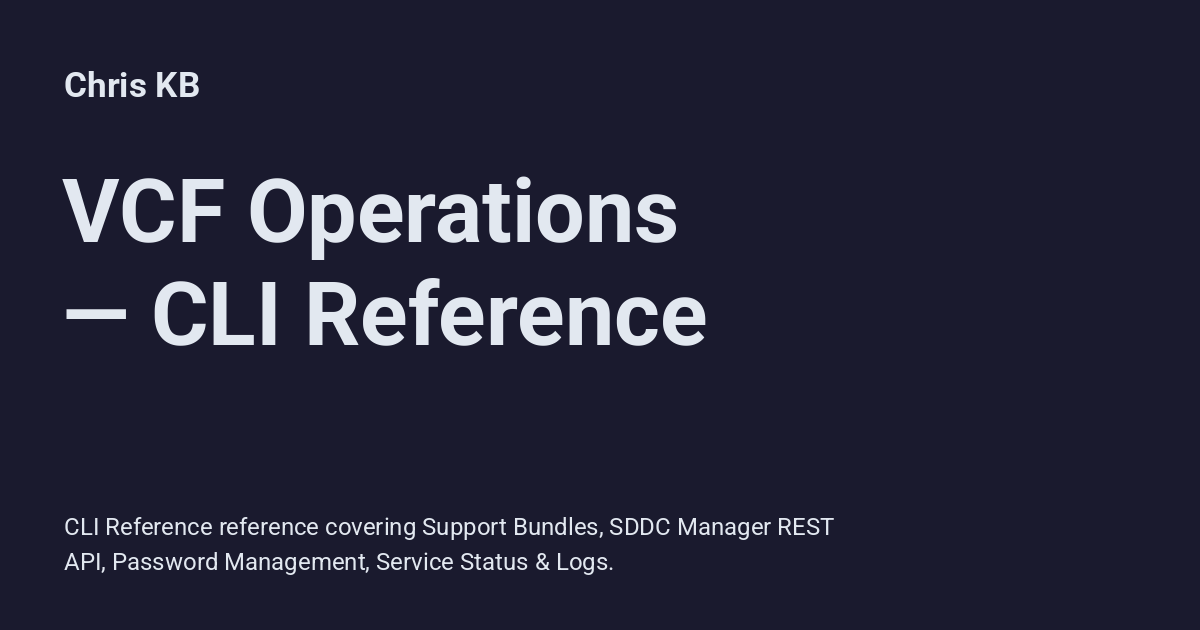 Chris KB
VCF Operations
— CLI Reference
CLI Reference reference covering Support Bundles, SDDC Manager REST
API, Password Management, Service Status & Logs.